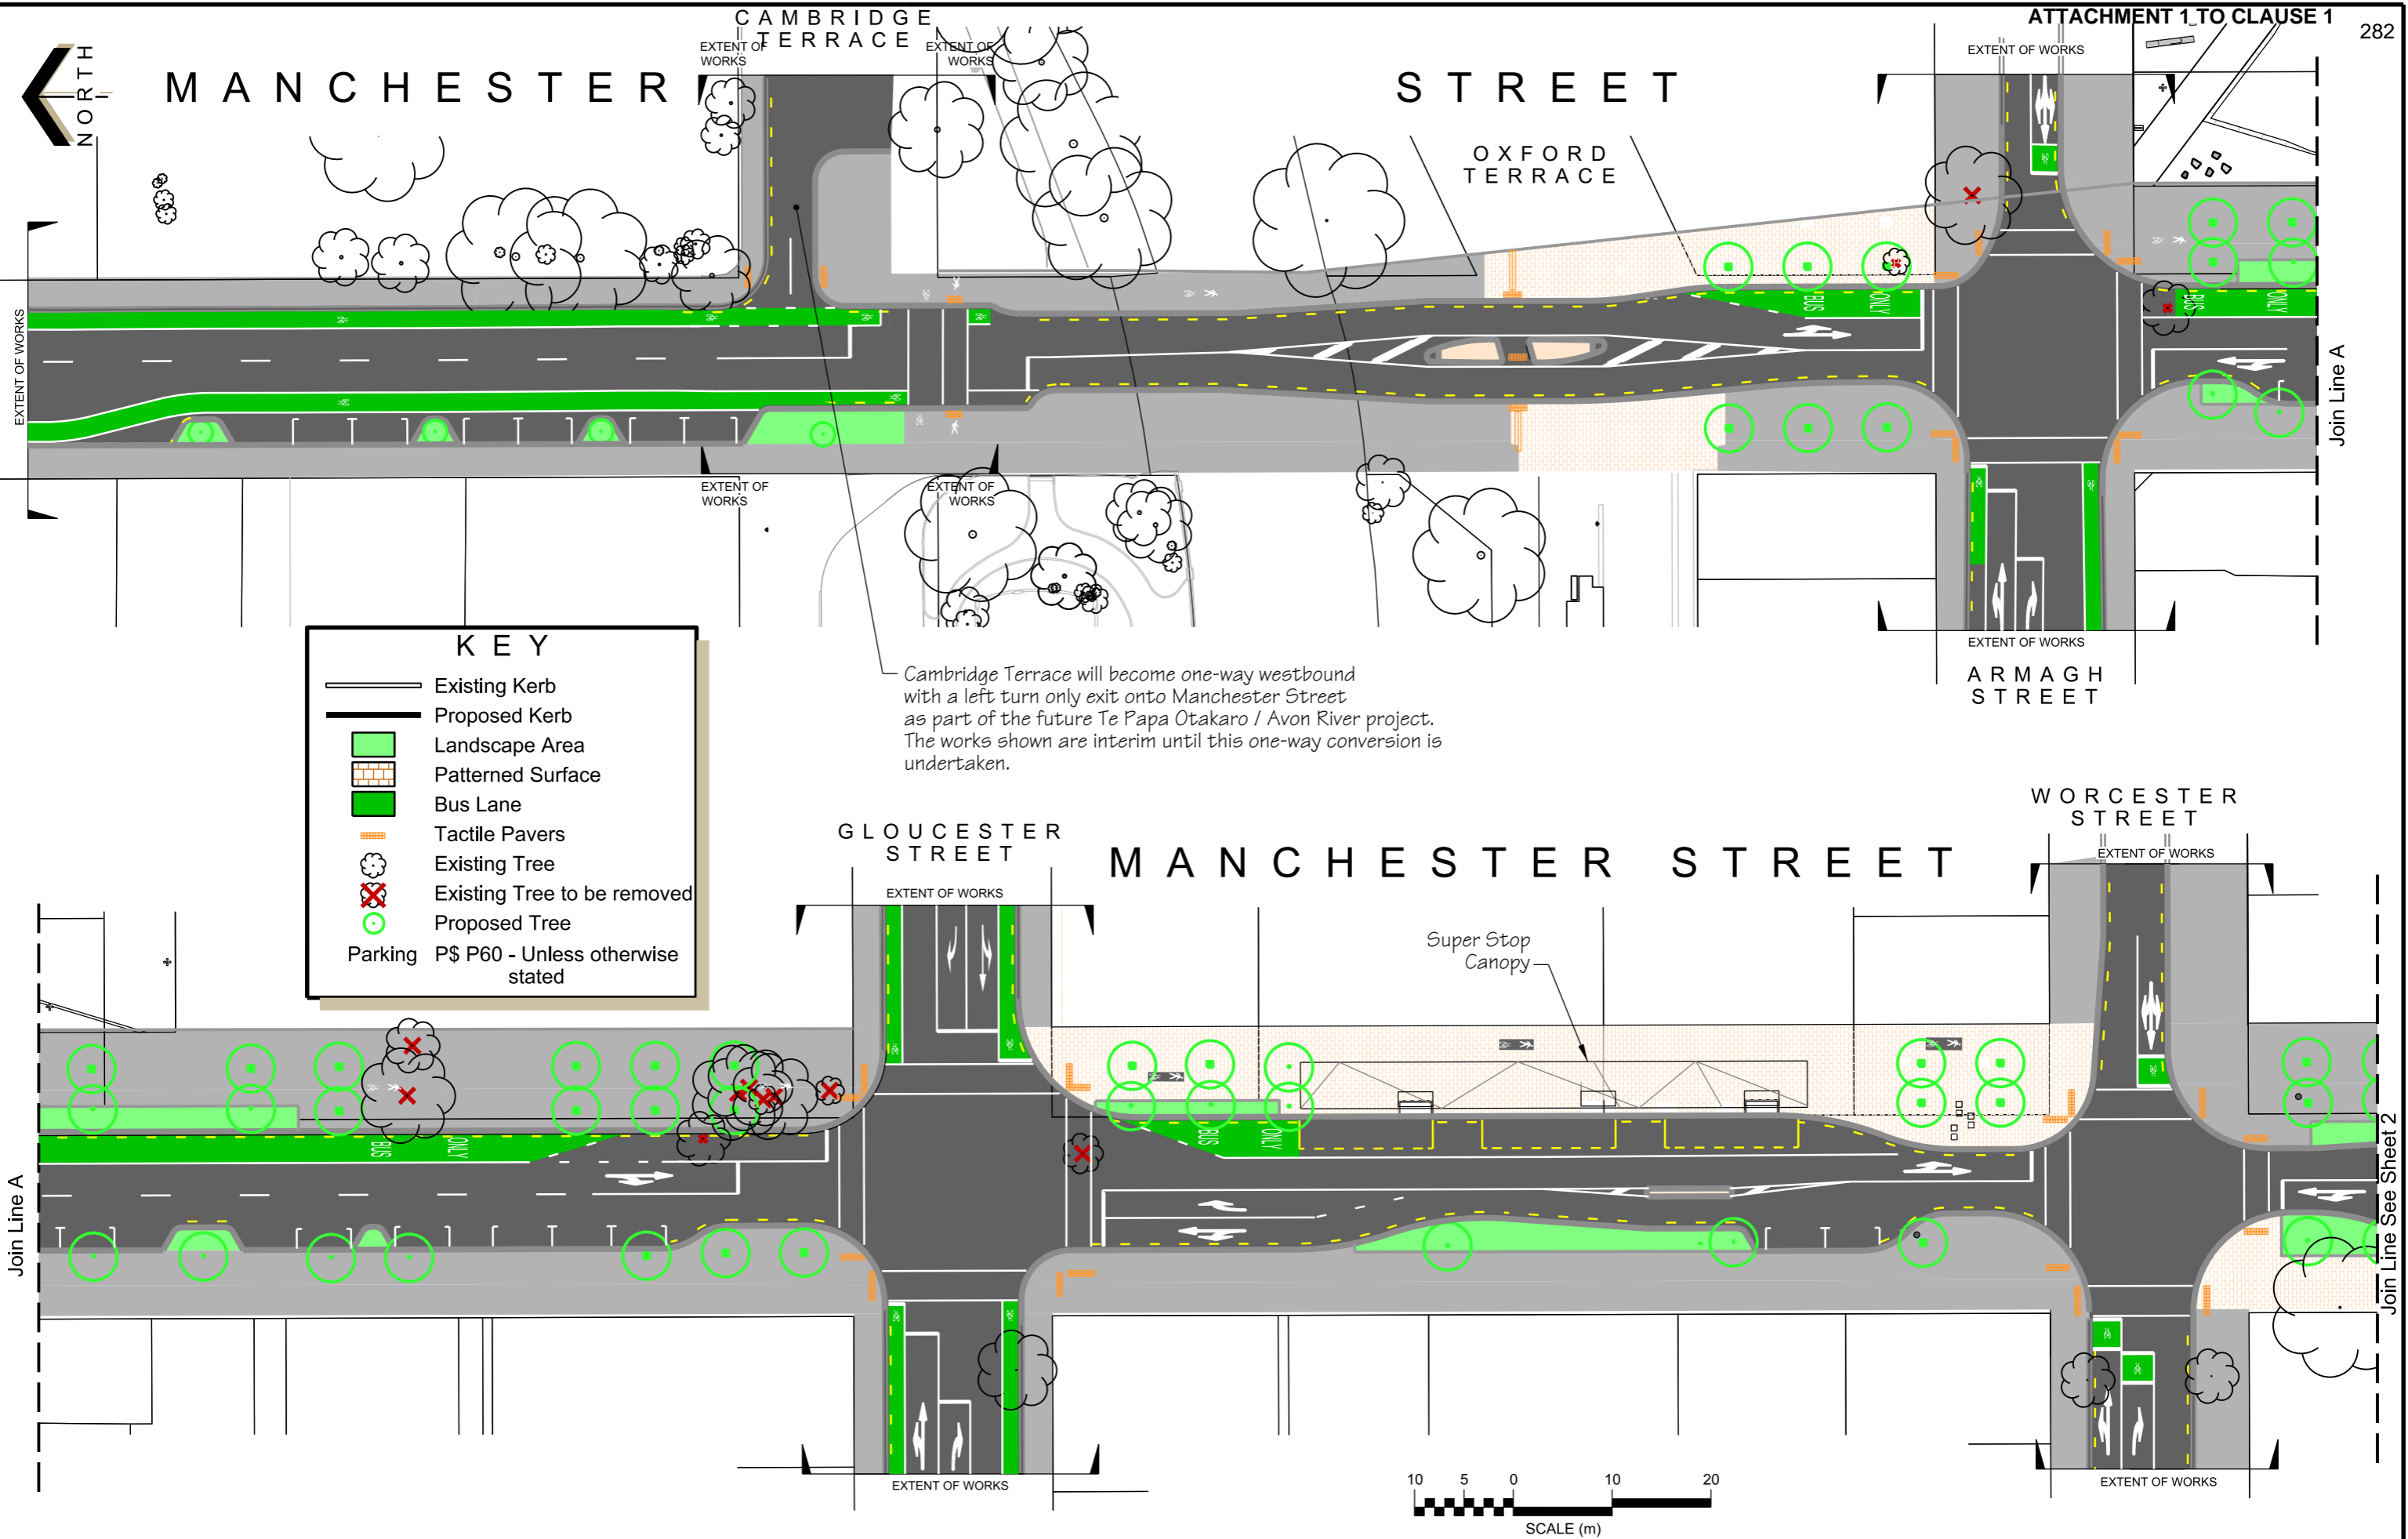 ATTACHMENT 1 TO CLAUSE 1
282
NORTH
MANCHESTER STREET
CAMBRIDGE
TERRACE
EXTENT OF
WORKS
EXTENT OF
WORKS
EXTENT OF WORKS
OXFORD
TERRACE
BUS ONLY
BUS ONLY
EXTENT OF WORKS
Join Line A
EXTENT OF
WORKS
EXTENT OF
WORKS
EXTENT OF WORKS
ARMAGH
STREET
KEY
Existing Kerb
Proposed Kerb
Landscape Area
Patterned Surface
Bus Lane
Tactile Pavers
Existing Tree
Existing Tree to be removed
Proposed Tree
Parking P$ P60 - Unless otherwise
stated
Cambridge Terrace will become one-way westbound
with a left turn only exit onto Manchester Street
as part of the future Te Papa Otakaro / Avon River project.
The works shown are interim until this one-way conversion is
undertaken.
GLOUCESTER
STREET
MANCHESTER STREET
WORCESTER
STREET
EXTENT OF WORKS
EXTENT OF WORKS
Super Stop
Canopy
BUS ONLY
BUS ONLY
Join Line A
Join Line See Sheet 2
EXTENT OF WORKS
EXTENT OF WORKS
10 5 0 10 20
SCALE (m)